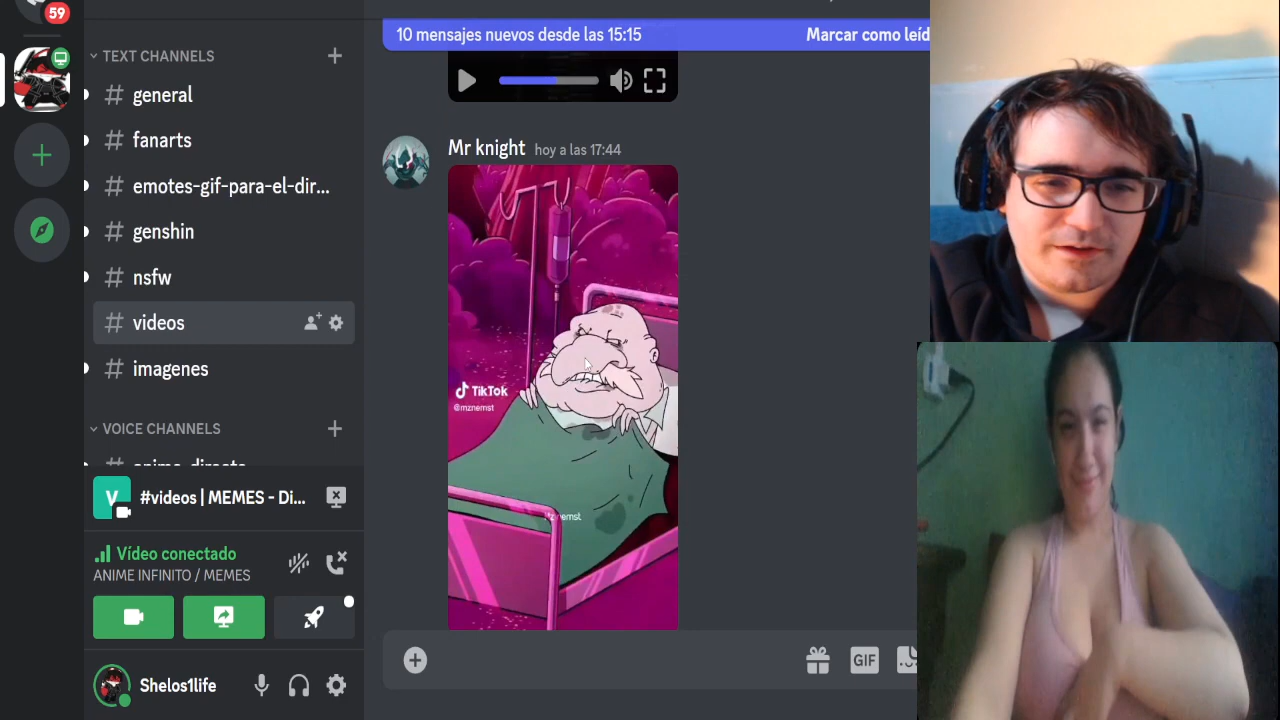 59
TEXT CHANNELS
general
fanarts
emotes-gif-para-el-dir...
genshin
nsfw
videos
imagenes
VOICE CHANNELS
V
#videos | MEMES - Di...
Vídeo conectado
ANIME INFINITO / MEMES
Shelos1life
10 mensajes nuevos desde las 15:15
Marcar como leíd
Mr knight hoy a las 17:44
TikTok
@mznemst
GIF